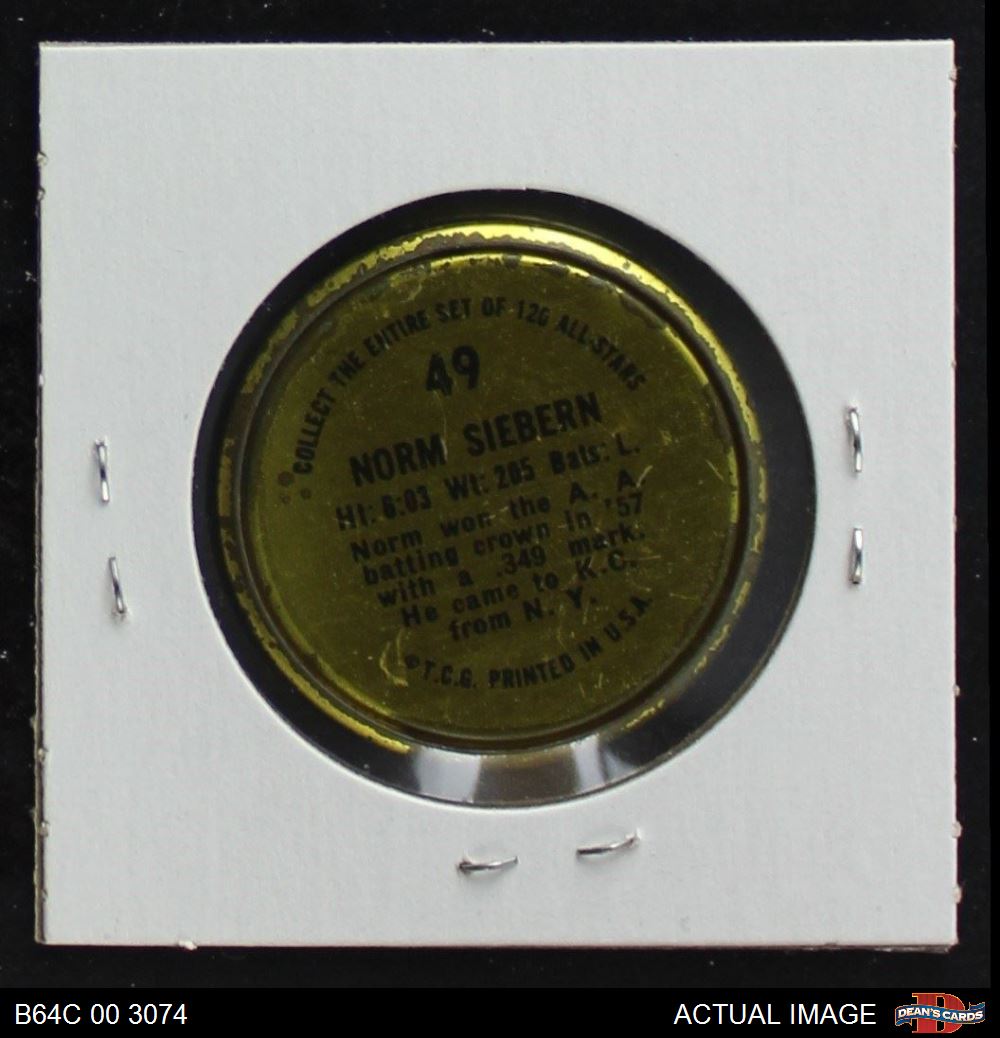 COLLECT THE ENTIRE SET OF 120 ALL-STARS
49
NORM SIEBERN
Ht: 6:03 Wt: 205 Bats: L.
Norm won the A. A.
batting crown in '57
with a .349 mark.
He came to K.C.
from N. Y.
©T.C.G. PRINTED IN U.S.A.
B64C 00 3074
ACTUAL IMAGE
D
DEAN'S CARDS